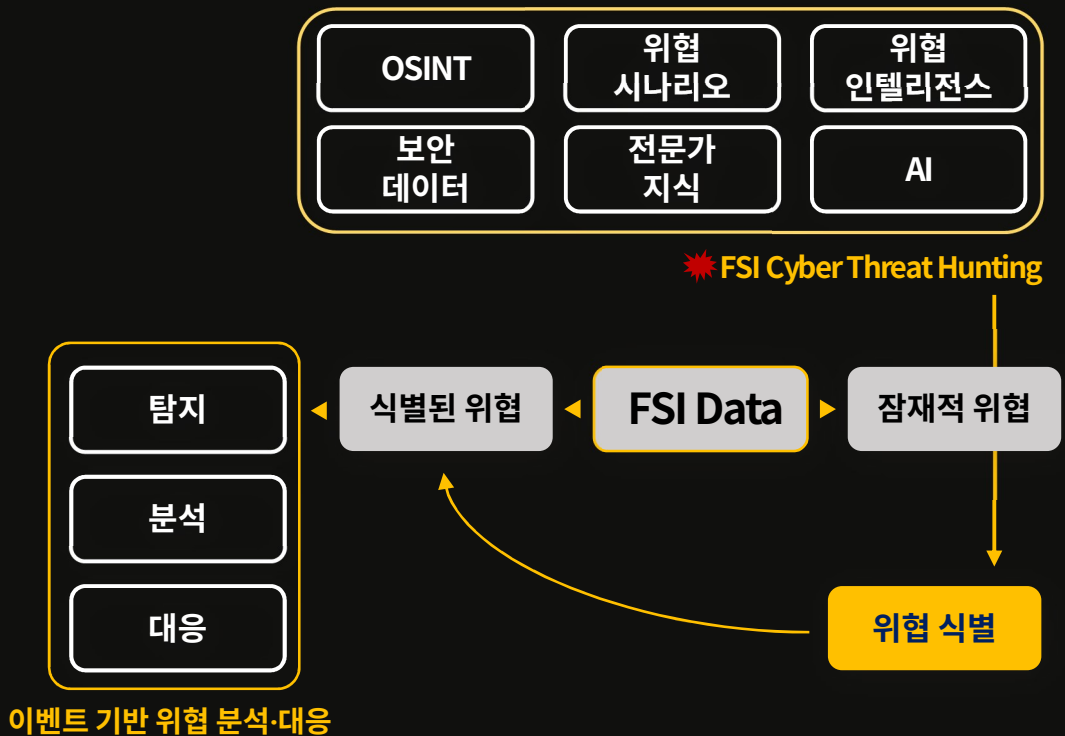 OSINT
위협
시나리오
위협
인텔리전스
보안
데이터
전문가
지식
AI
FSI Cyber Threat Hunting
탐지
식별된 위협
FSI Data
잠재적 위협
분석
대응
위협 식별
이벤트 기반 위협 분석·대응